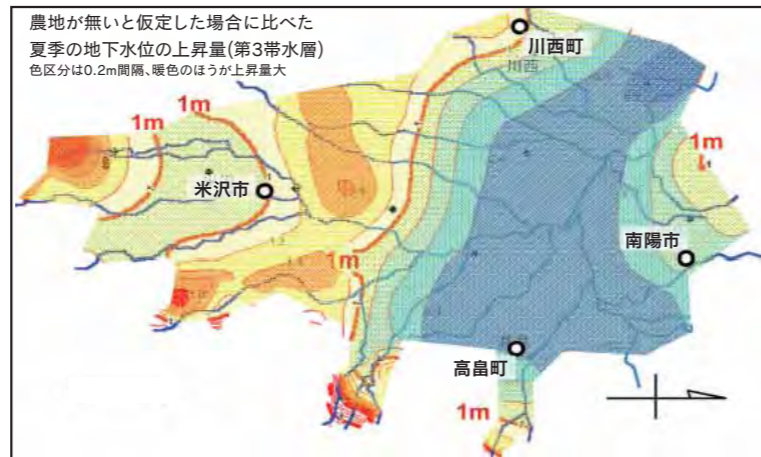 農地が無いと仮定した場合に比べた
夏季の地下水位の上昇量(第3帯水層)
色区分は0.2m間隔、暖色のほうが上昇量大
川西町
川西
1m
1m
1m
米沢市
南陽市
1m
高畠町
1m